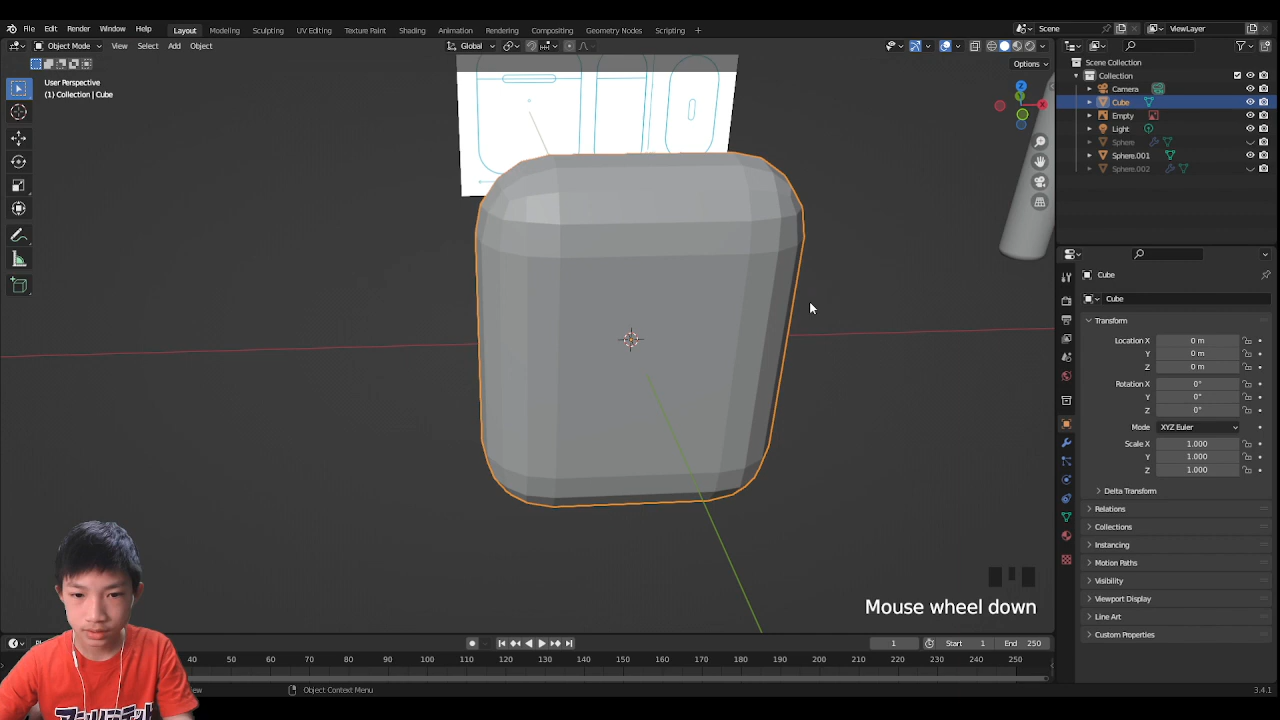 File Edit Render Window Help Layout Modeling Sculpting UV Editing Texture Paint Shading Animation Rendering Compositing Geometry Nodes Scripting + Scene ViewLayer
Object Mode View Select Add Object Global
Options
User Perspective
(1) Collection | Cube
Scene Collection
Collection
Camera
Cube
Empty
Light
Sphere
Sphere.001
Sphere.002
X
Y
Z
Cube
Cube
Transform
Location X 0 m
Y 0 m
Z 0 m
Rotation X 0°
Y 0°
Z 0°
Mode XYZ Euler
Scale X 1.000
Y 1.000
Z 1.000
Delta Transform
Relations
Collections
Instancing
Motion Paths
Visibility
Viewport Display
Line Art
Custom Properties
Mouse wheel down
1 Start 1 End 250
40 50 60 70 80 90 100 110 120 130 140 150 160 170 180 190 200 210 220 230 240 250
Object Context Menu
3.4.1